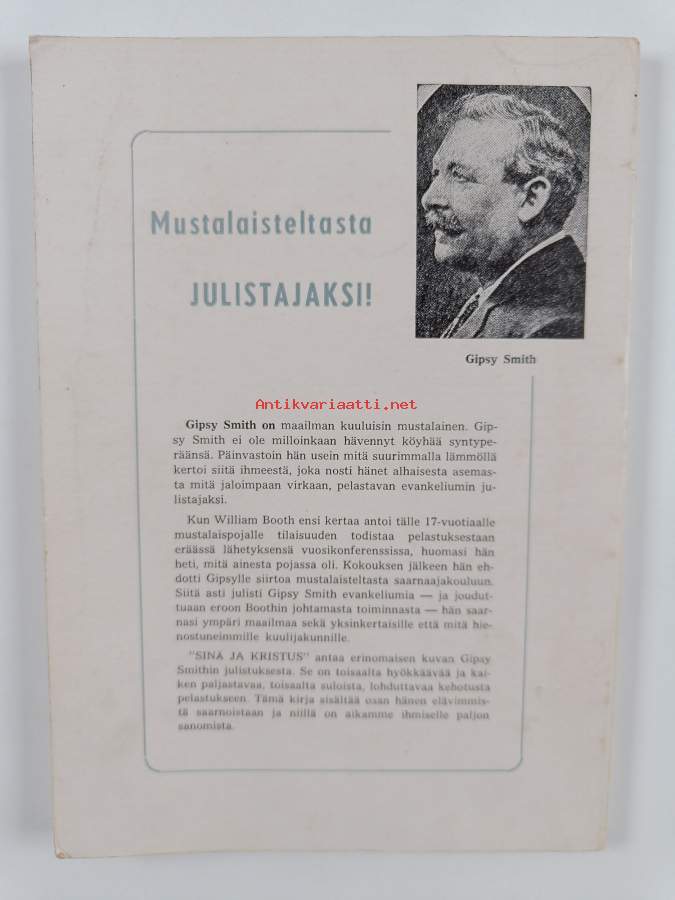 Mustalaisteltasta
JULISTAJAKSI!
Gipsy Smith
Antikvariaatti.net
Gipsy Smith on maailman kuuluisin mustalainen. Gip-
sy Smith ei ole milloinkaan hävennyt köyhää syntype-
räänsä. Päinvastoin hän usein mitä suurimmalla lämmöllä
kertoi siitä ihmeestä, joka nosti hänet alhaisesta asemas-
ta mitä jaloimpaan virkaan, pelastavan evankeliumin ju-
listajaksi.
Kun William Booth ensi kertaa antoi tälle 17-vuotiaalle
mustalaispojalle tilaisuuden todistaa pelastuksestaan
eräässä lähetyksensä vuosikonferenssissa, huomasi hän
heti, mitä ainesta pojassa oli. Kokouksen jälkeen hän eh-
dotti Gipsylle siirtoa mustalaisteltasta saarnaajakouluun.
Siitä asti julisti Gipsy Smith evankeliumia — ja joudut-
tuaan eroon Boothin johtamasta toiminnasta — hän saar-
nasi ympäri maailmaa sekä yksinkertaisille että mitä hie-
nostuneimmille kuulijakunnille.
"SINÄ JA KRISTUS" antaa erinomaisen kuvan Gipsy
Smithin julistuksesta. Se on toisaalta hyökkäävää ja kai-
ken paljastavaa, toisaalta suloista, lohduttavaa kehotusta
pelastukseen. Tämä kirja sisältää osan hänen elävimmis-
tä saarnoistaan ja niillä on aikamme ihmiselle paljon
sanomista.